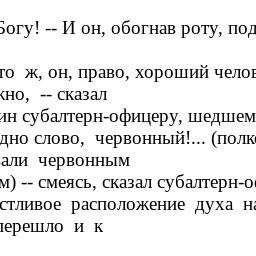 Богу! -- И он, обогнав роту, под
то ж, он, право, хороший чело
жно, -- сказал
ин субалтерн-офицеру, шедшем
дно слово, червонный!... (полк
али червонным
м) -- смеясь, сказал субалтерн-о
стливое расположение духа на
перешло и к